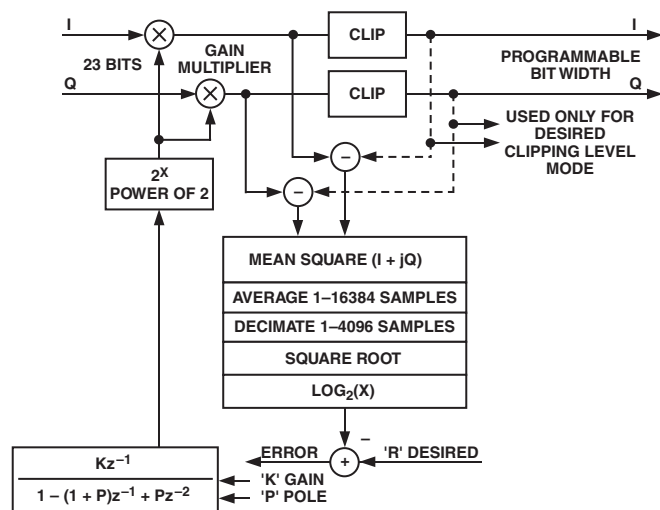 I
CLIP
I
23 BITS
GAIN
MULTIPLIER
PROGRAMMABLE
BIT WIDTH
Q
CLIP
Q
USED ONLY FOR
DESIRED
CLIPPING LEVEL
MODE
–
–
2^X
POWER OF 2
MEAN SQUARE (I + jQ)
AVERAGE 1–16384 SAMPLES
DECIMATE 1–4096 SAMPLES
SQUARE ROOT
LOG₂(X)
–
ERROR
+
'R' DESIRED
Kz⁻¹
1 – (1 + P)z⁻¹ + Pz⁻²
'K' GAIN
'P' POLE